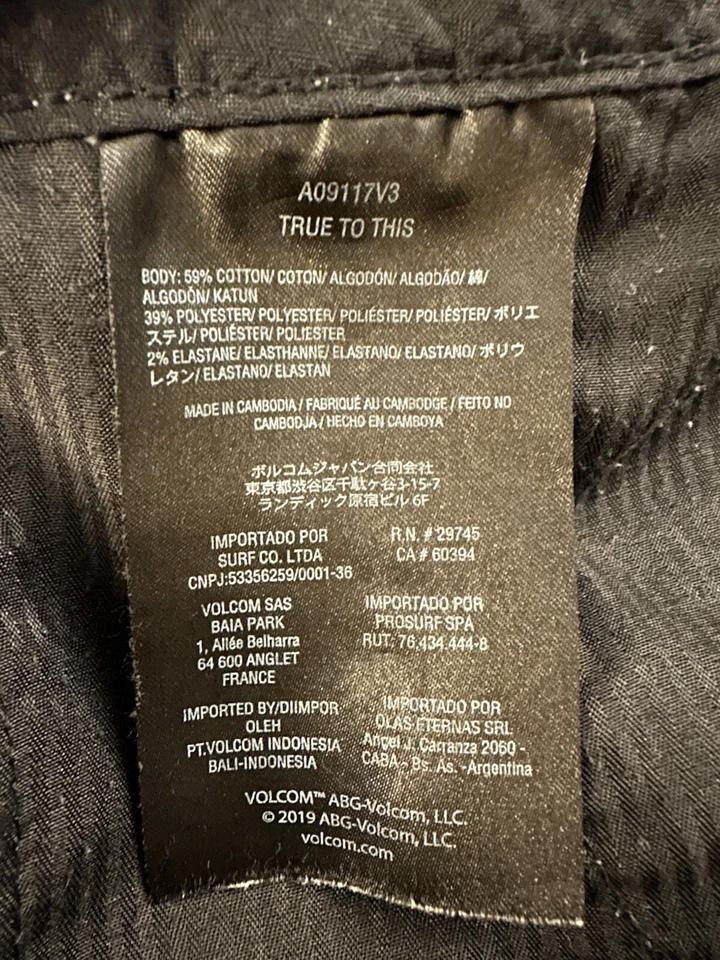 A09117V3
TRUE TO THIS
BODY: 59% COTTON/ COTON/ ALGODÓN/ ALGODÃO/ 綿/
ALGODÓN/ KATUN
39% POLYESTER/ POLYESTER/ POLIÉSTER/ POLIÉSTER/ ポリエ
ステル/ POLIÉSTER/ POLIESTER
2% ELASTANE/ ELASTHANNE/ ELASTANO/ ELASTANO/ ポリウ
レタン/ ELASTANO/ ELASTAN
MADE IN CAMBODIA / FABRIQUÉ AU CAMBODGE / FEITO NO
CAMBODJA / HECHO EN CAMBOYA
ボルコムジャパン合同会社
東京都渋谷区千駄ヶ谷3-15-7
ランディック原宿ビル 6F
IMPORTADO POR
SURF CO. LTDA
CNPJ:53356259/0001-36
R.N. # 29745
CA # 60394
VOLCOM SAS
BAIA PARK
1, Allée Belharra
64 600 ANGLET
FRANCE
IMPORTADO POR
PROSURF SPA
RUT: 76.434.444-8
IMPORTED BY/DIIMPOR
OLEH
PT.VOLCOM INDONESIA
BALI-INDONESIA
IMPORTADO POR
OLAS ETERNAS SRL
Angel J. Carranza 2060 -
CABA - Bs. As. -Argentina
VOLCOM™ ABG-Volcom, LLC.
© 2019 ABG-Volcom, LLC.
volcom.com